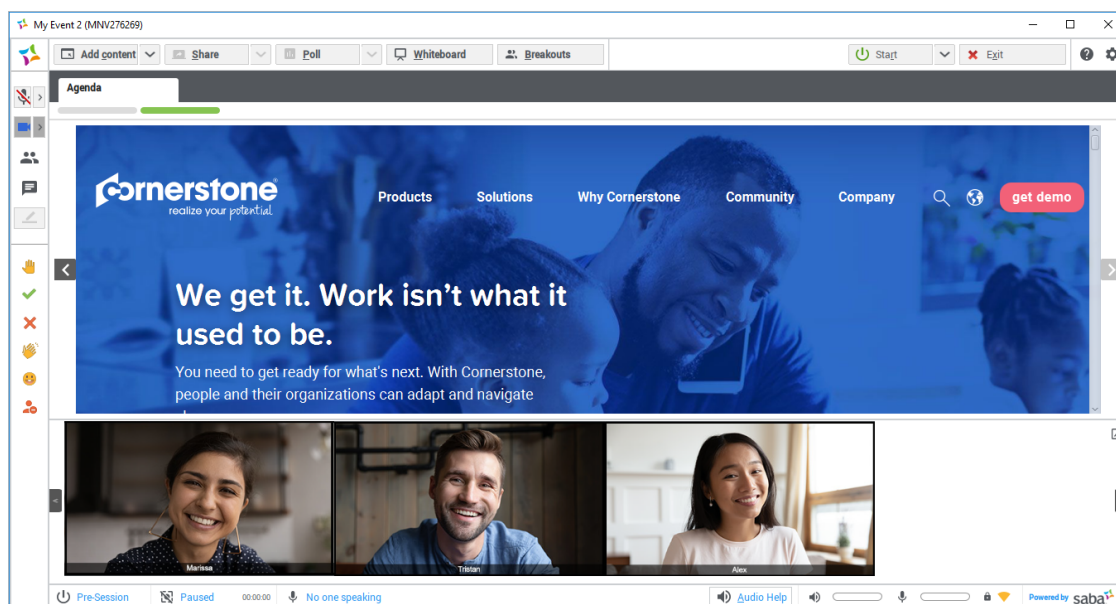 My Event 2 (MNV276269)
Add content Share Poll Whiteboard Breakouts Start Exit
Agenda
Cornerstone
realize your potential
Products Solutions Why Cornerstone Community Company get demo
We get it. Work isn't what it
used to be.
You need to get ready for what's next. With Cornerstone,
people and their organizations can adapt and navigate
Marissa Tristan Alex
Pre-Session Paused 00:00:00 No one speaking Audio Help Powered by saba